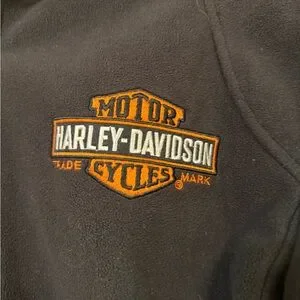 MOTOR
HARLEY-DAVIDSON
CYCLES
TRADE ® MARK